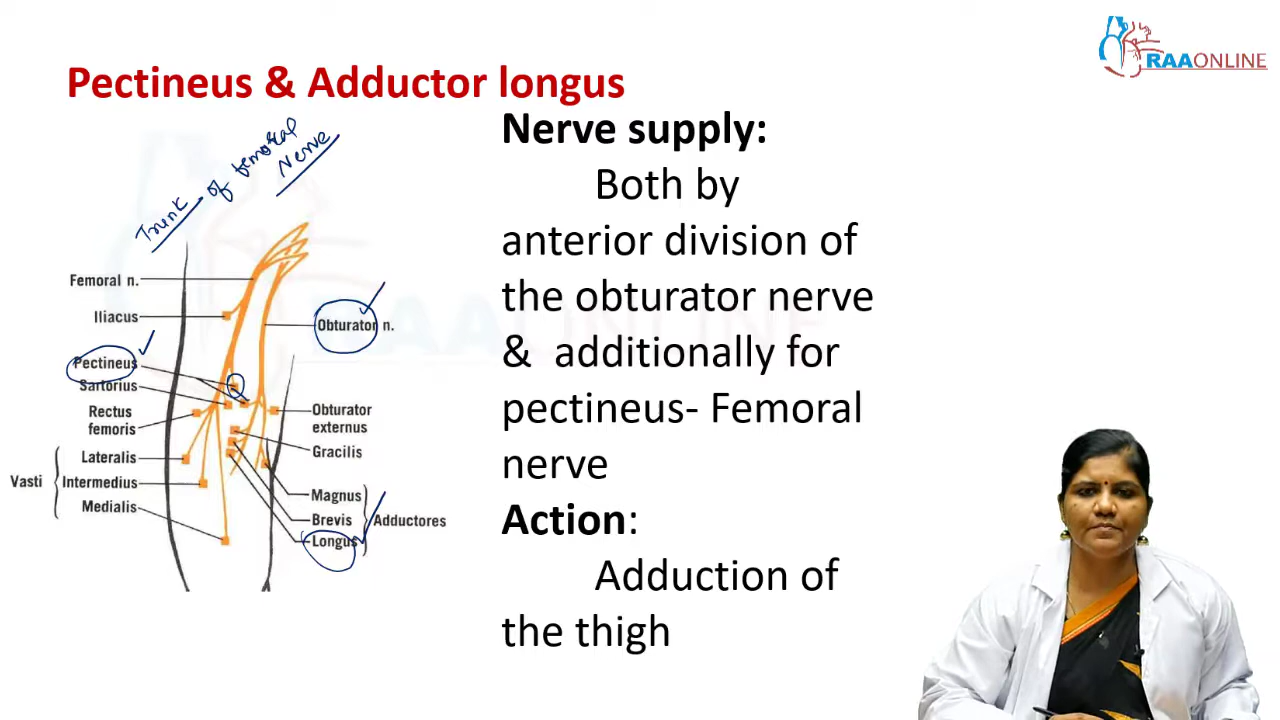 RAAONLINE
Pectineus & Adductor longus
Nerve supply:
Both by
anterior division of
the obturator nerve
& additionally for
pectineus- Femoral
nerve
Action:
Adduction of
the thigh
Trunk of femoral
Nerve
Femoral n.
Iliacus
Pectineus
Sartorius
Rectus
femoris
Vasti
Lateralis
Intermedius
Medialis
Obturator n.
Obturator
externus
Gracilis
Magnus
Brevis
Longus
Adductores
RAAONLINE